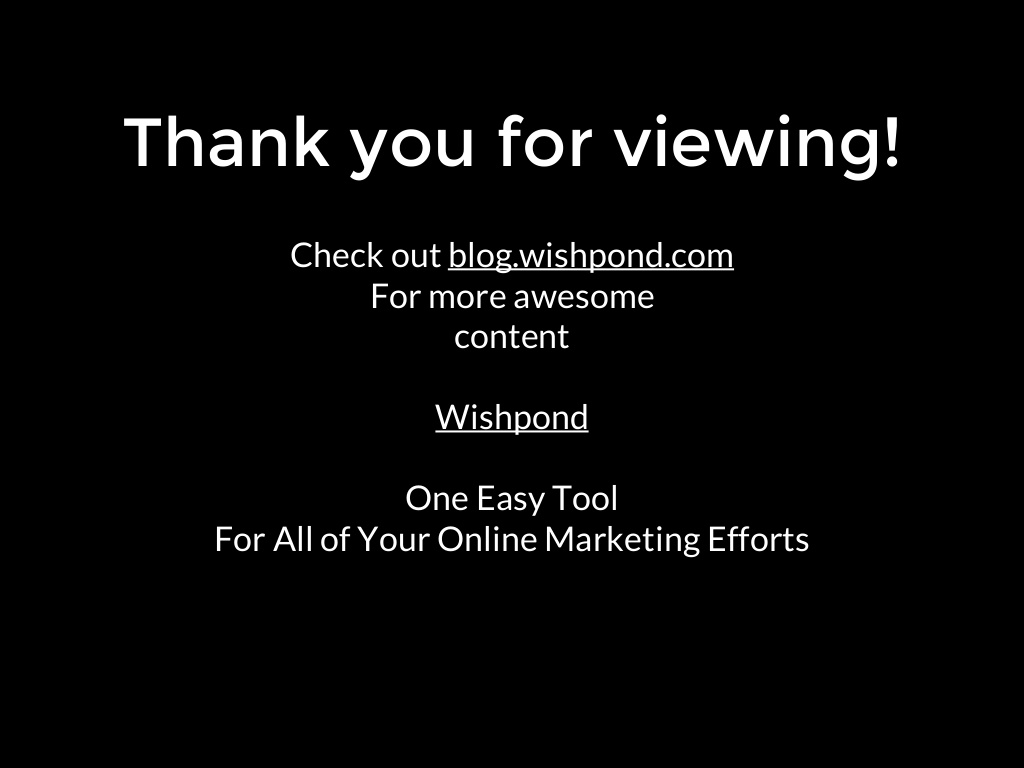 Thank you for viewing!
Check out blog.wishpond.com
For more awesome
content
Wishpond
One Easy Tool
For All of Your Online Marketing Efforts